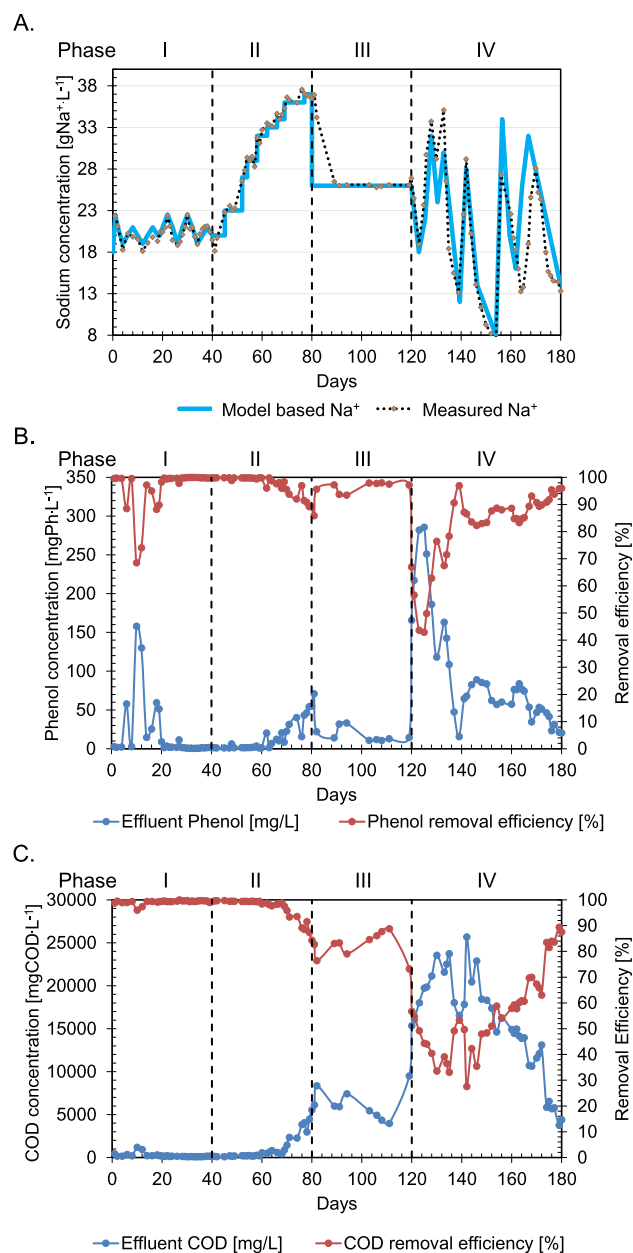 A.
Phase I II III IV
Sodium concentration [gNa⁺·L⁻¹]
38
33
28
23
18
13
8
0 20 40 60 80 100 120 140 160 180
Days
Model based Na⁺ Measured Na⁺
B.
Phase I II III IV
Phenol concentration [mgPh·L⁻¹]
Removal efficiency [%]
350 100
300 90
250 80
200 70
150 60
100 50
50 40
0 30
20
10
0
0 20 40 60 80 100 120 140 160 180
Days
Effluent Phenol [mg/L] Phenol removal efficiency [%]
C.
Phase I II III IV
COD concentration [mgCOD·L⁻¹]
Removal Efficiency [%]
30000 100
25000 90
20000 80
15000 70
10000 60
5000 50
0 40
30
20
10
0
0 20 40 60 80 100 120 140 160 180
Days
Effluent COD [mg/L] COD removal efficiency [%]